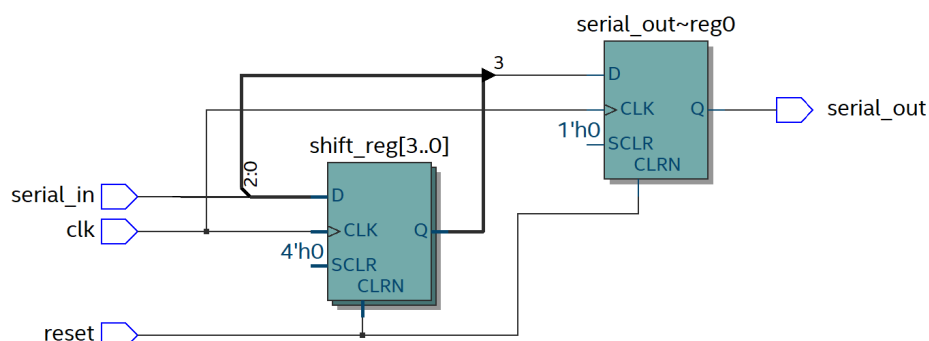 serial_out~reg0
3
D
CLK
Q
serial_out
1'h0
SCLR
CLRN
shift_reg[3..0]
2:0
serial_in
D
clk
CLK
Q
4'h0
SCLR
CLRN
reset